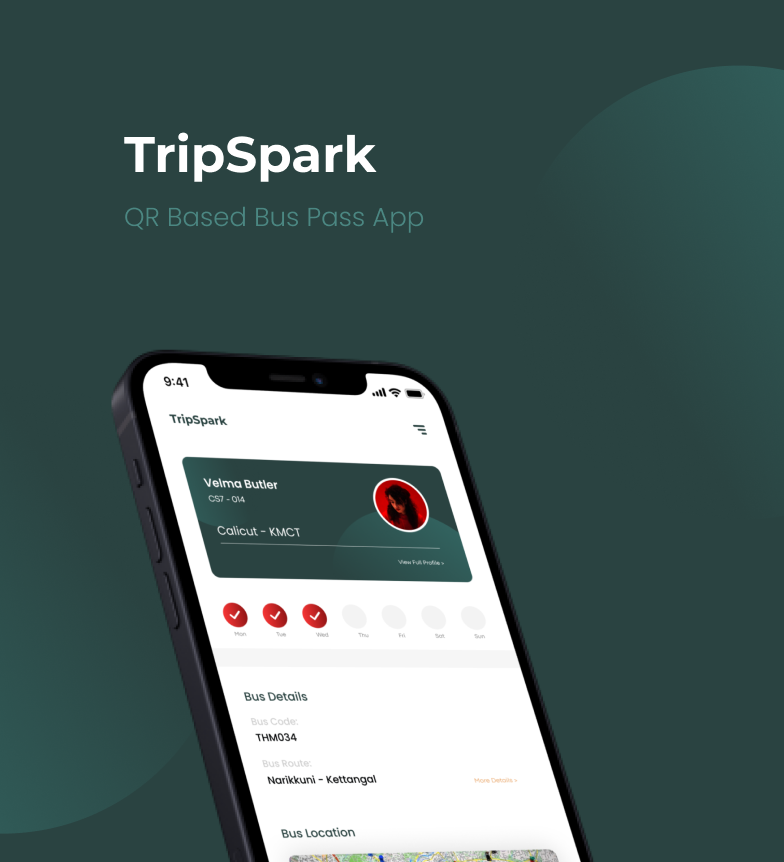 TripSpark
QR Based Bus Pass App
9:41
TripSpark
Velma Butler
CS7 - 014
Calicut - KMCT
View Full Profile >
Mon Tue Wed Thu Fri Sat Sun
Bus Details
Bus Code:
THM034
Bus Route:
Narikkuni - Kettangal
More Details >
Bus Location